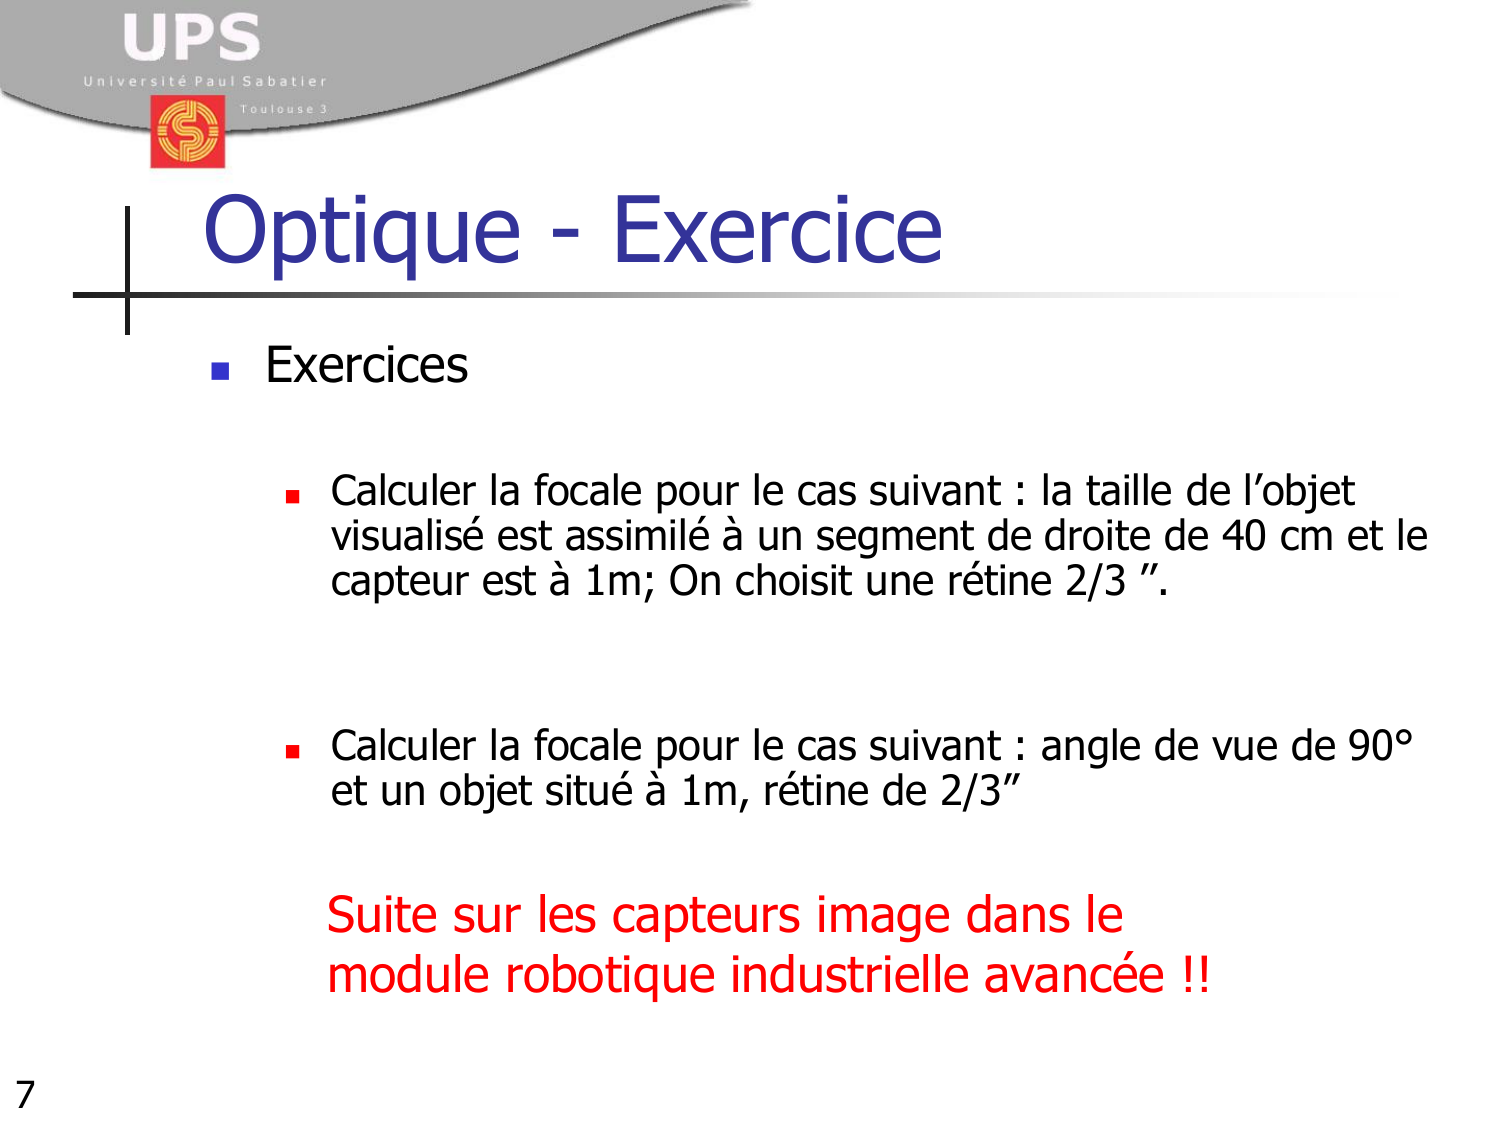 UPS
Université Paul Sabatier
Toulouse 3
Optique - Exercice
Exercices
Calculer la focale pour le cas suivant : la taille de l’objet
visualisé est assimilé à un segment de droite de 40 cm et le
capteur est à 1m; On choisit une rétine 2/3 ’’.
Calculer la focale pour le cas suivant : angle de vue de 90°
et un objet situé à 1m, rétine de 2/3’’
Suite sur les capteurs image dans le
module robotique industrielle avancée !!
7